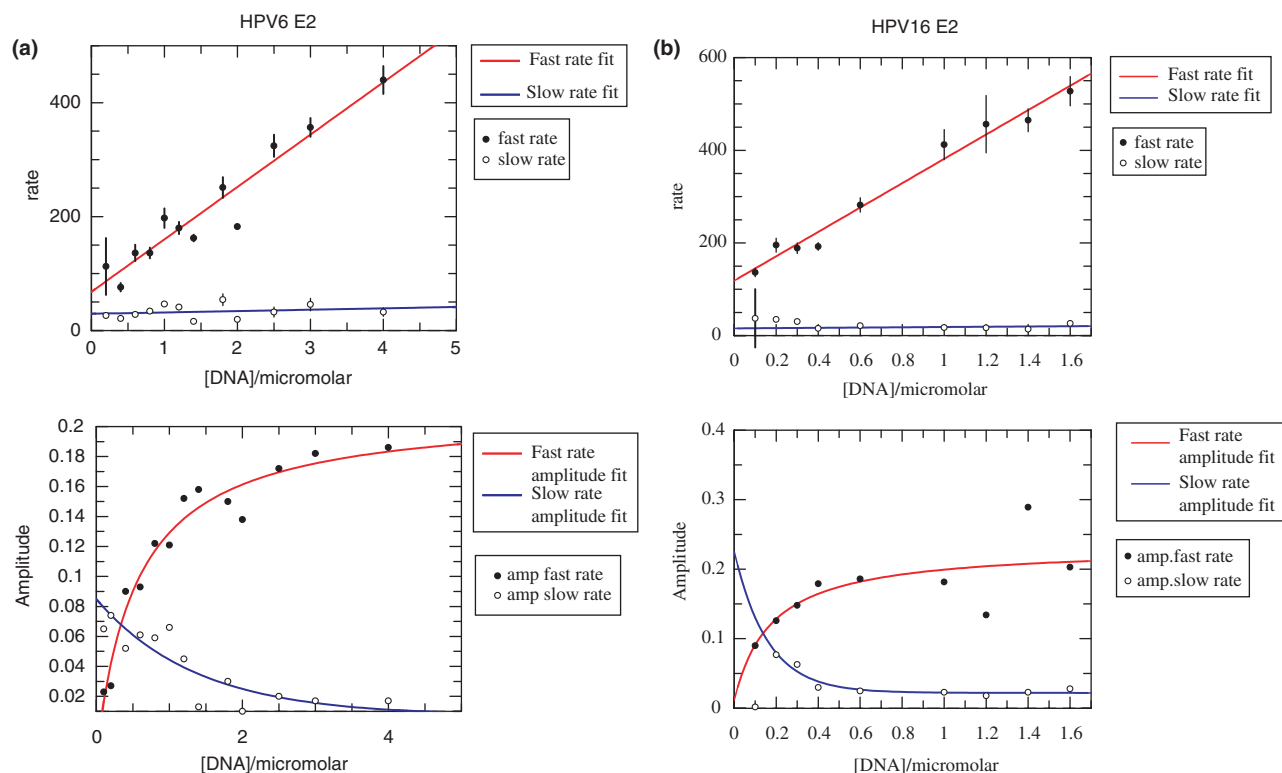 HPV6 E2
(a)
400
200
0
rate
0 1 2 3 4 5
[DNA]/micromolar
Fast rate fit
Slow rate fit
fast rate
slow rate
HPV16 E2
(b)
600
400
200
0
rate
0 0.2 0.4 0.6 0.8 1 1.2 1.4 1.6
[DNA]/micromolar
Fast rate fit
Slow rate fit
fast rate
slow rate
0.2
0.18
0.16
0.14
0.12
0.1
0.08
0.06
0.04
0.02
Amplitude
0 2 4
[DNA]/micromolar
Fast rate
amplitude fit
Slow rate
amplitude fit
amp fast rate
amp slow rate
0.4
0.3
0.2
0.1
0
Amplitude
0 0.2 0.4 0.6 0.8 1 1.2 1.4 1.6
[DNA]/micromolar
Fast rate
amplitude fit
Slow rate
amplitude fit
amp.fast rate
amp.slow rate